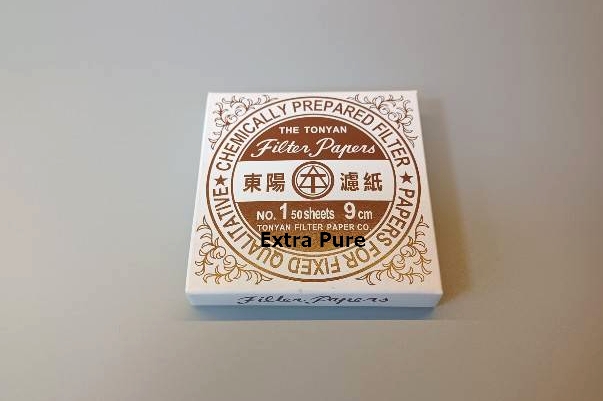 ★ CHEMICALLY PREPARED FILTER ★
PAPERS FOR FIXED QUALITATIVE
THE TONYAN
Filter Papers
東陽 濾紙
NO. 1 50 sheets 9 cm
TONYAN FILTER PAPER CO.
Extra Pure
Filter Papers